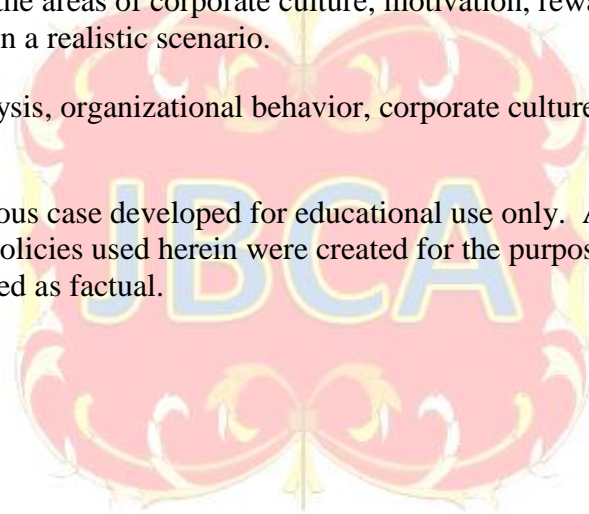 the areas of corporate culture, motivation, rewa
n a realistic scenario.
ysis, organizational behavior, corporate culture
ous case developed for educational use only. A
olicies used herein were created for the purpos
ed as factual.
JBCA